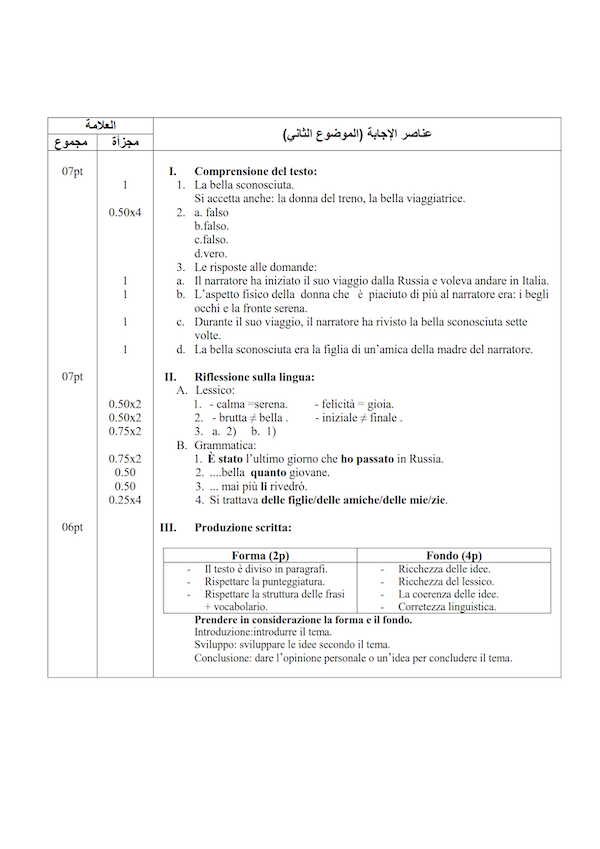 العلامة
عناصر الإجابة (الموضوع الثاني)
مجموع مجزأة
07pt I. Comprensione del testo:
1 1. La bella sconosciuta.
Si accetta anche: la donna del treno, la bella viaggiatrice.
0.50x4 2. a. falso
b.falso.
c.falso.
d.vero.
3. Le risposte alle domande:
1 a. Il narratore ha iniziato il suo viaggio dalla Russia e voleva andare in Italia.
1 b. L’aspetto fisico della donna che è piaciuto di più al narratore era: i begli
occhi e la fronte serena.
1 c. Durante il suo viaggio, il narratore ha rivisto la bella sconosciuta sette
volte.
1 d. La bella sconosciuta era la figlia di un’amica della madre del narratore.
07pt II. Riflessione sulla lingua:
A. Lessico:
0.50x2 1. - calma =serena. - felicità = gioia.
0.50x2 2. - brutta ≠ bella . - iniziale ≠ finale .
0.75x2 3. a. 2) b. 1)
B. Grammatica:
0.75x2 1. È stato l’ultimo giorno che ho passato in Russia.
0.50 2. ....bella quanto giovane.
0.50 3. ... mai più li rivedrò.
0.25x4 4. Si trattava delle figlie/delle amiche/delle mie/zie.
06pt III. Produzione scritta:
Forma (2p) Fondo (4p)
- Il testo è diviso in paragrafi. - Ricchezza delle idee.
- Rispettare la punteggiatura. - Ricchezza del lessico.
- Rispettare la struttura delle frasi - La coerenza delle idee.
+ vocabolario. - Corretezza linguistica.
Prendere in considerazione la forma e il fondo.
Introduzione:introdurre il tema.
Sviluppo: sviluppare le idee secondo il tema.
Conclusione: dare l’opinione personale o un’idea per concludere il tema.